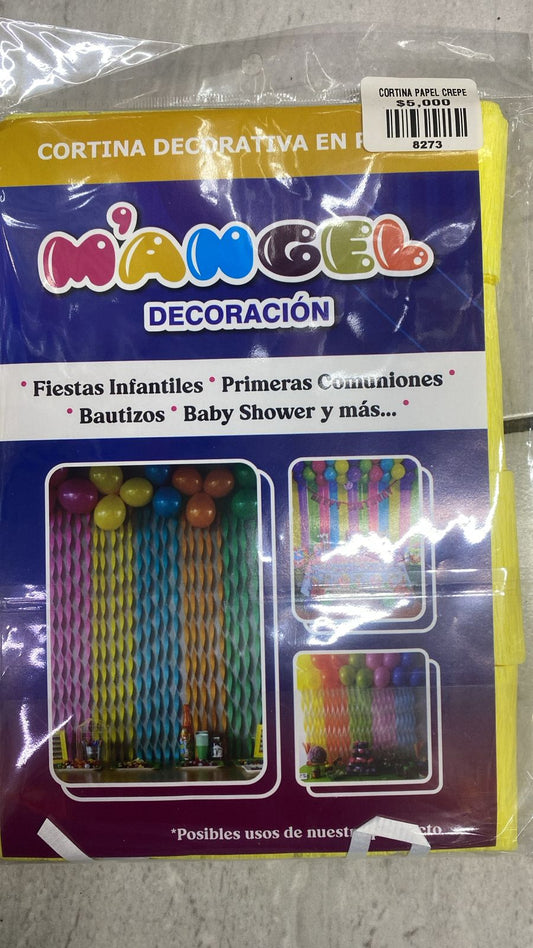 CORTINA PAPEL CREPE
$5,000
8273
CORTINA DECORATIVA EN
M'ANGEL
DECORACIÓN
• Fiestas Infantiles • Primeras Comuniones •
• Bautizos • Baby Shower y más... •
*Posibles usos de nuestro